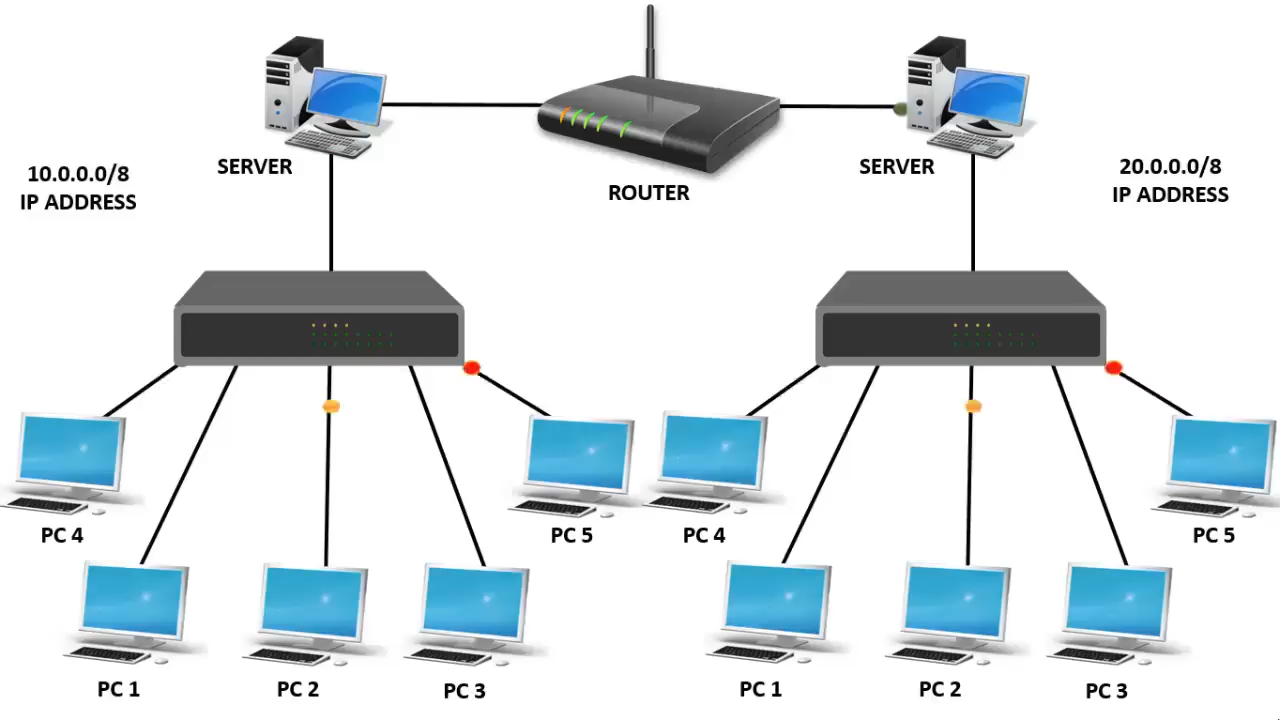 SERVER
ROUTER
SERVER
10.0.0.0/8
IP ADDRESS
20.0.0.0/8
IP ADDRESS
PC 4
PC 5
PC 4
PC 5
PC 1
PC 2
PC 3
PC 1
PC 2
PC 3